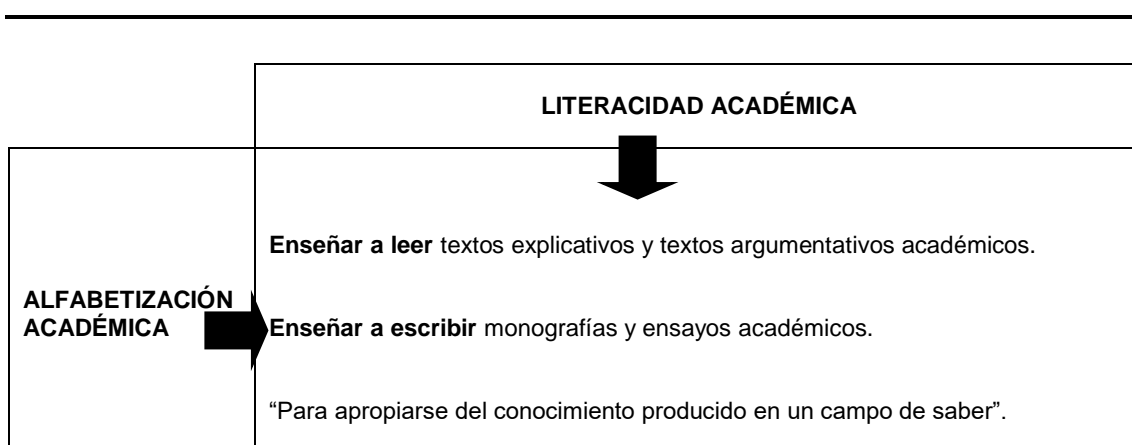 LITERACIDAD ACADÉMICA
Enseñar a leer textos explicativos y textos argumentativos académicos.
ALFABETIZACIÓN
ACADÉMICA
Enseñar a escribir monografías y ensayos académicos.
“Para apropiarse del conocimiento producido en un campo de saber”.